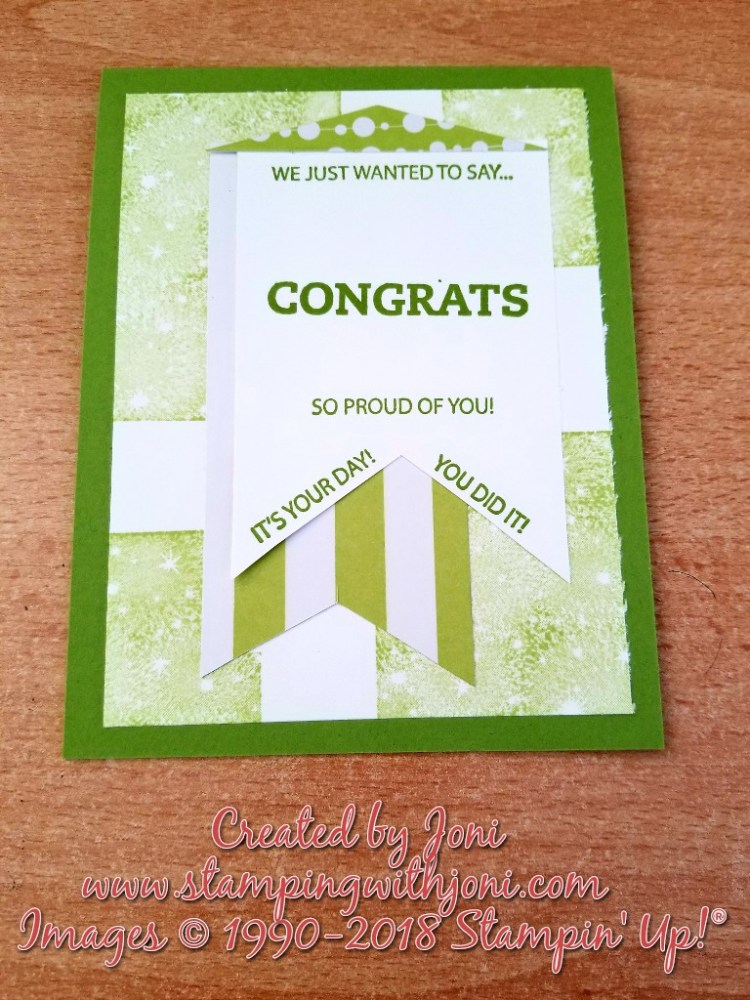 WE JUST WANTED TO SAY...
CONGRATS
SO PROUD OF YOU!
IT'S YOUR DAY!
YOU DID IT!
Created by Joni
www.stampingwithjoni.com
Images © 1990-2018 Stampin' Up!®